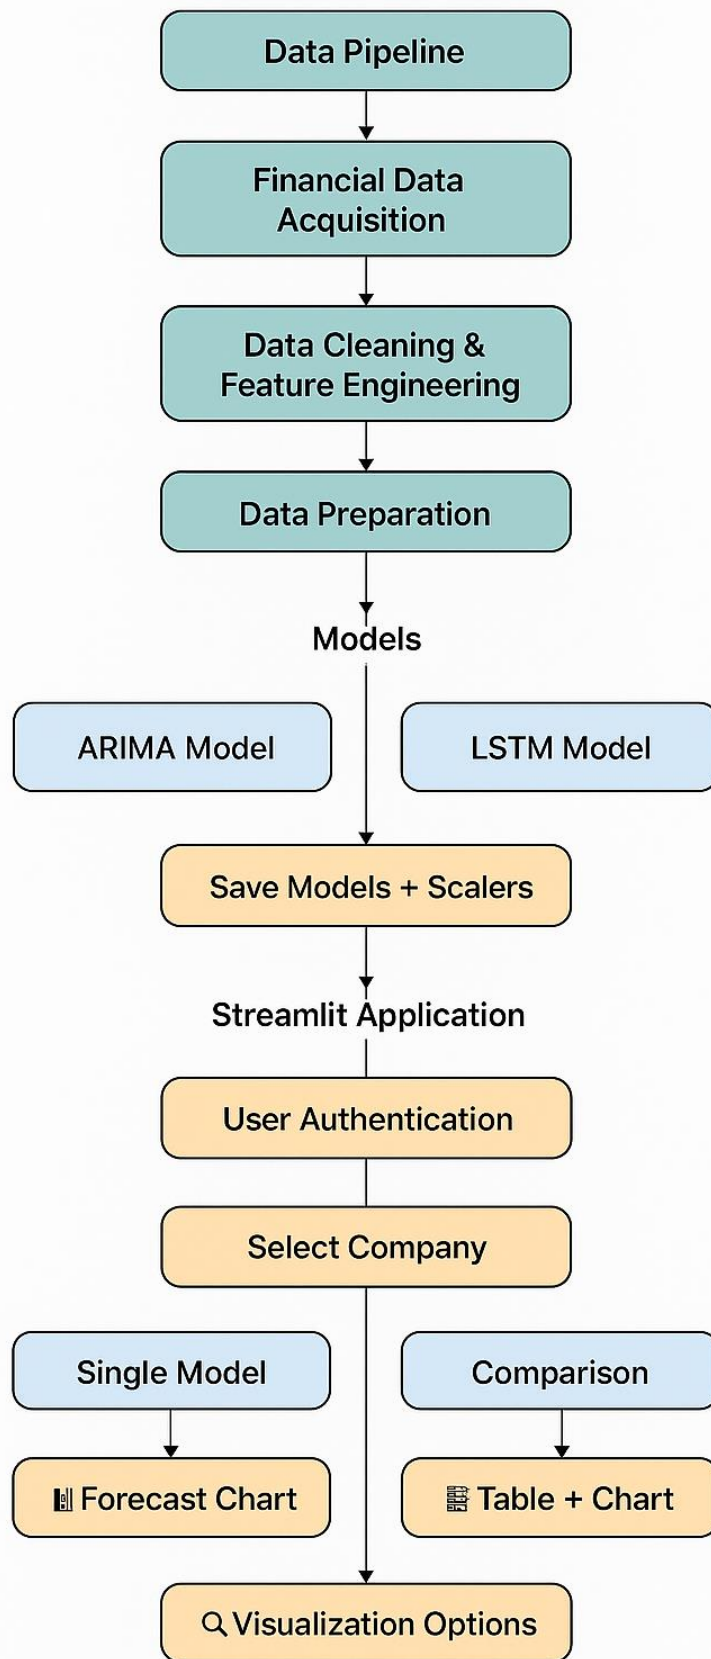 Data Pipeline
Financial Data
Acquisition
Data Cleaning &
Feature Engineering
Data Preparation
Models
ARIMA Model
LSTM Model
Save Models + Scalers
Streamlit Application
User Authentication
Select Company
Single Model
Comparison
Forecast Chart
Table + Chart
Visualization Options